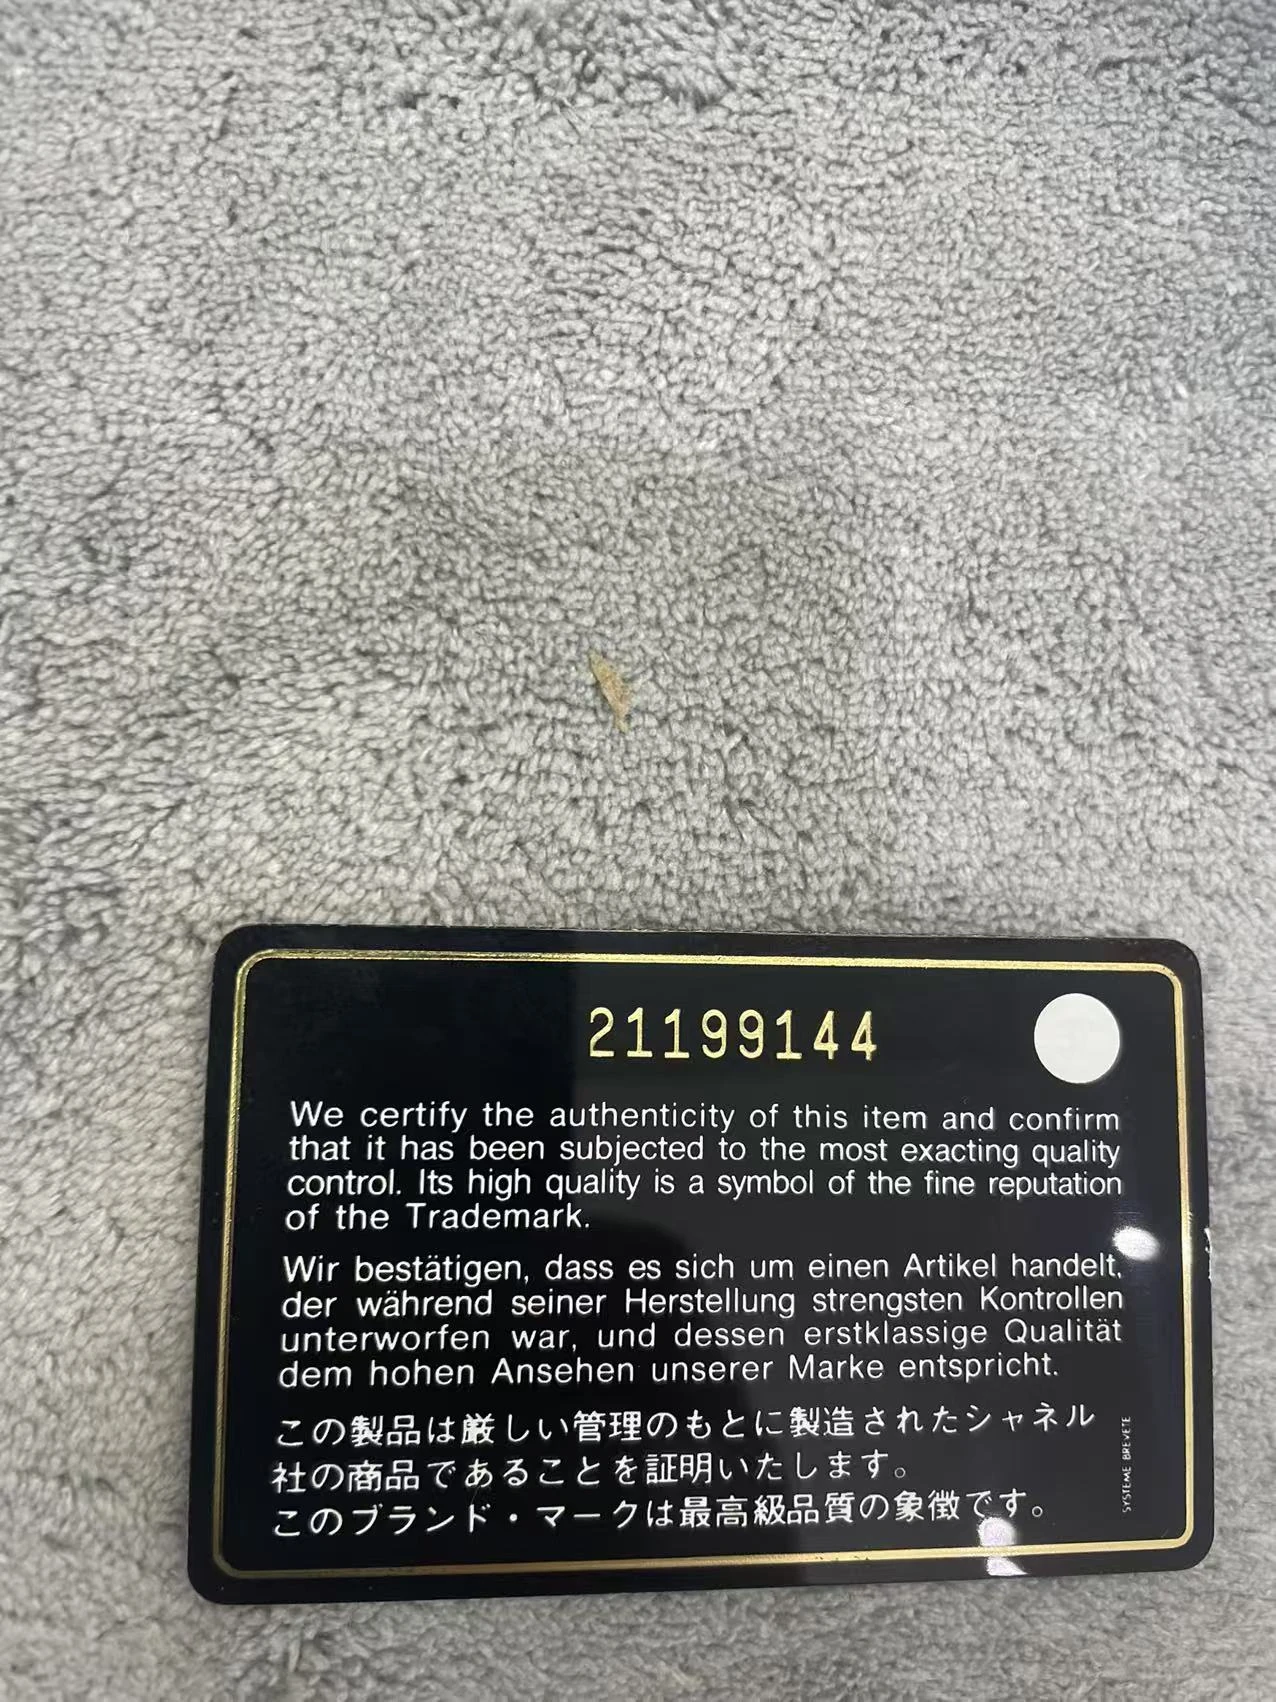 21199144
We certify the authenticity of this item and confirm
that it has been subjected to the most exacting quality
control. Its high quality is a symbol of the fine reputation
of the Trademark.
Wir bestätigen, dass es sich um einen Artikel handelt,
der während seiner Herstellung strengsten Kontrollen
unterworfen war, und dessen erstklassige Qualität
dem hohen Ansehen unserer Marke entspricht.
この製品は厳しい管理のもとに製造されたシャネル
社の商品であることを証明いたします。
このブランド・マークは最高級品質の象徴です。
SYSTEME BREVETE